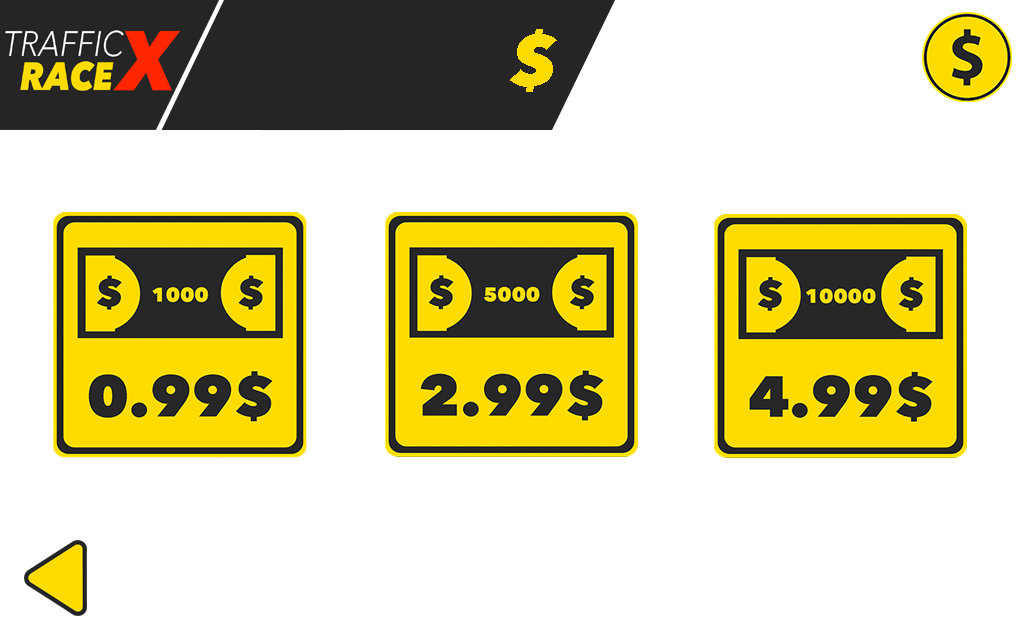 TRAFFIC
RACE X
$
$
$ 1000 $
0.99$
$ 5000 $
2.99$
$ 10000 $
4.99$